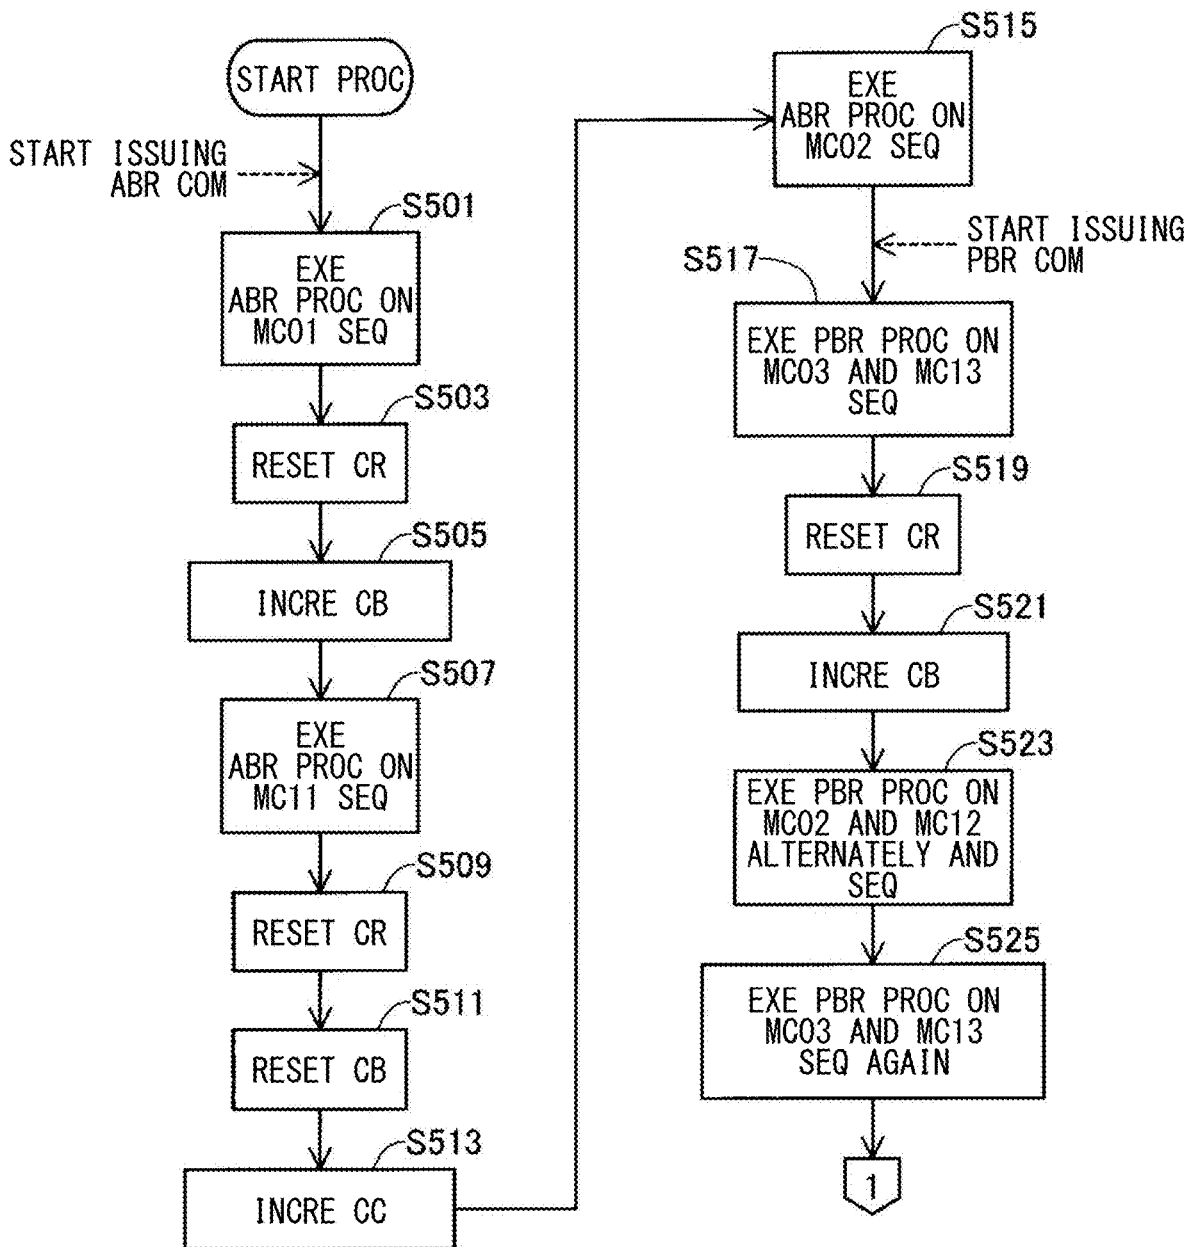 START PROC
START ISSUING
ABR COM
S501
EXE
ABR PROC ON
MC01 SEQ
S503
RESET CR
S505
INCRE CB
S507
EXE
ABR PROC ON
MC11 SEQ
S509
RESET CR
S511
RESET CB
S513
INCRE CC
S515
EXE
ABR PROC ON
MC02 SEQ
START ISSUING
PBR COM
S517
EXE PBR PROC ON
MC03 AND MC13
SEQ
S519
RESET CR
S521
INCRE CB
S523
EXE PBR PROC ON
MC02 AND MC12
ALTERNATELY AND
SEQ
S525
EXE PBR PROC ON
MC03 AND MC13
SEQ AGAIN
1